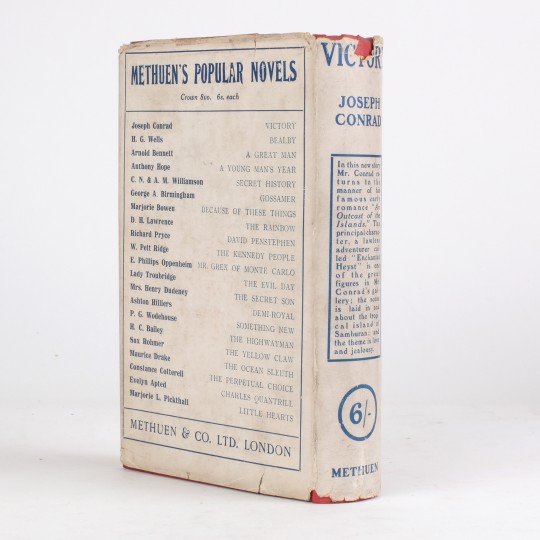 METHUEN'S POPULAR NOVELS
Crown 8vo. 6s. each
Joseph Conrad VICTORY
H. G. Wells BEALBY
Arnold Bennett A GREAT MAN
Anthony Hope A YOUNG MAN'S YEAR
C. N. & A. M. Williamson SECRET HISTORY
George A Birmingham GOSSAMER
Marjorie Bowen BECAUSE OF THESE THINGS
D. H. Lawrence THE RAINBOW
Richard Pryce DAVID PENSTEPHEN
W. Pett Ridge THE KENNEDY PEOPLE
E. Phillips Oppenheim MR. GREX OF MONTE CARLO
Lady Troubridge THE EVIL DAY
Mrs. Henry Dudeney THE SECRET SON
Ashton Hilliers DEMI-ROYAL
P. G. Wodehouse SOMETHING NEW
H. C. Bailey THE HIGHWAYMAN
Sax Rohmer THE YELLOW CLAW
Maurice Drake THE OCEAN SLEUTH
Constance Cotterell THE PERPETUAL CHOICE
Evelyn Apted CHARLES QUANTRILL
Marjorie L. Pickthall LITTLE HEARTS
METHUEN & CO. LTD. LONDON
VICTOR
JOSEPH
CONRAD
In this new story
Mr. Conrad re-
turns to the
manner of his
famous early
romance "An
Outcast of the
Islands." The
principal charac-
ter, a lawless
adventurer cal-
led "Enchanted
Heyst" is one
of the great
figures in Mr.
Conrad's gal-
lery; the scene
is laid in and
about the tropi-
cal island of
Samburan; and
the theme is love
and jealousy.
6/-
METHUEN